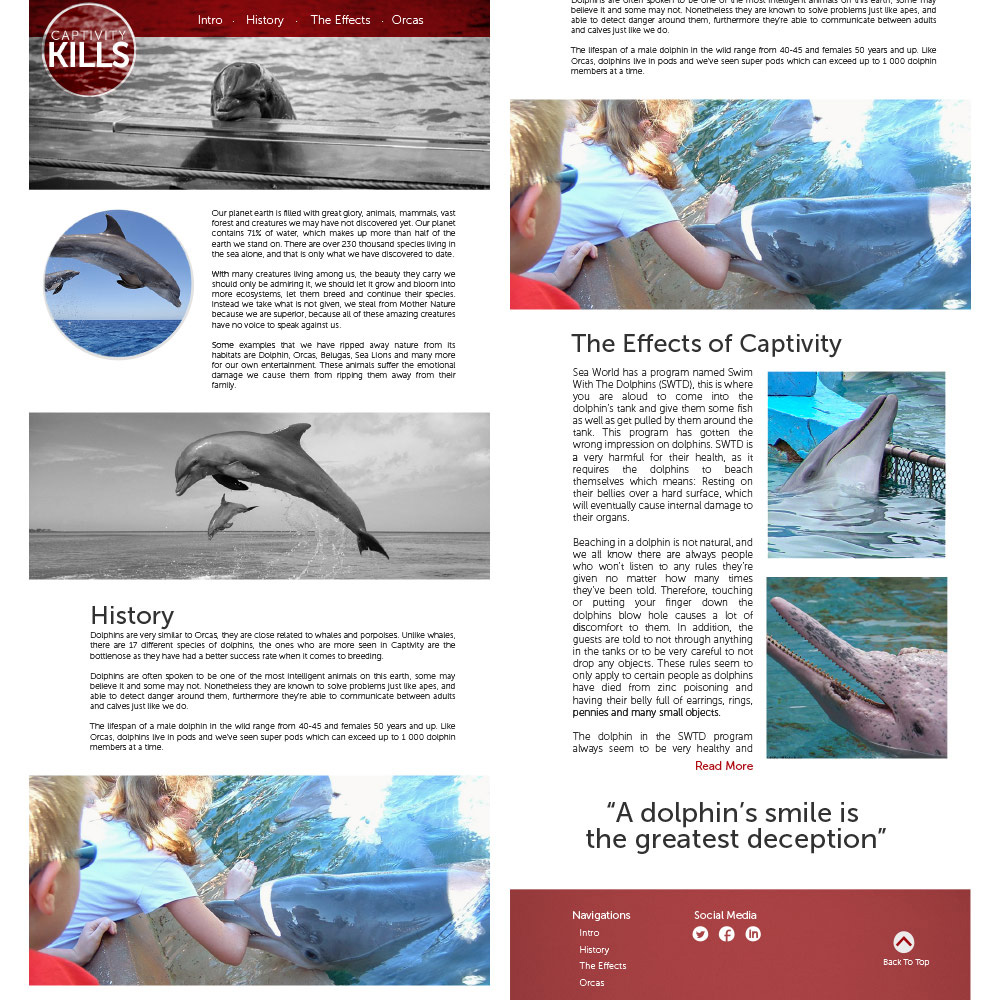 Intro · History · The Effects · Orcas
CAPTIVITY
KILLS
Our planet earth is filled with great glory, animals, mammals, vast
forest and creatures we may have not discovered yet. Our planet
contains 71% of water, which makes up more than half of the
earth we stand on. There are over 230 thousand species living in
the sea alone, and that is only what we have discovered to date.
With many creatures living among us, the beauty they carry we
should only be admiring it, we should let it grow and bloom into
more ecosystems, let them breed and continue their species.
Instead we take what is not given, we steal from Mother Nature
because we are superior, because all of these amazing creatures
have no voice to speak against us.
Some examples that we have ripped away nature from its
habitats are Dolphin, Orcas, Belugas, Sea Lions and many more
for our own entertainment. These animals suffer the emotional
damage we cause them from ripping them away from their
family.
History
Dolphins are very similar to Orcas, they are close related to whales and porpoises. Unlike whales,
there are 17 different species of dolphins, the ones who are more seen in Captivity are the
bottlenose as they have had a better success rate when it comes to breeding.
Dolphins are often spoken to be one of the most intelligent animals on this earth, some may
believe it and some may not. Nonetheless they are known to solve problems just like apes, and
able to detect danger around them, furthermore they're able to communicate between adults
and calves just like we do.
The lifespan of a male dolphin in the wild range from 40-45 and females 50 years and up. Like
Orcas, dolphins live in pods and we've seen super pods which can exceed up to 1 000 dolphin
members at a time.
Dolphins are often spoken to be one of the most intelligent animals on this earth, some may
believe it and some may not. Nonetheless they are known to solve problems just like apes, and
able to detect danger around them, furthermore they're able to communicate between adults
and calves just like we do.
The lifespan of a male dolphin in the wild range from 40-45 and females 50 years and up. Like
Orcas, dolphins live in pods and we've seen super pods which can exceed up to 1 000 dolphin
members at a time.
The Effects of Captivity
Sea World has a program named Swim
With The Dolphins (SWTD), this is where
you are aloud to come into the
dolphin's tank and give them some fish
as well as get pulled by them around the
tank. This program has gotten the
wrong impression on dolphins. SWTD is
a very harmful for their health, as it
requires the dolphins to beach
themselves which means: Resting on
their bellies over a hard surface, which
will eventually cause internal damage to
their organs.
Beaching in a dolphin is not natural, and
we all know there are always people
who won't listen to any rules they're
given no matter how many times
they've been told. Therefore, touching
or putting your finger down the
dolphins blow hole causes a lot of
discomfort to them. In addition, the
guests are told to not through anything
in the tanks or to be very careful to not
drop any objects. These rules seem to
only apply to certain people as dolphins
have died from zinc poisoning and
having their belly full of earrings, rings,
pennies and many small objects.
The dolphin in the SWTD program
always seem to be very healthy and
Read More
“A dolphin's smile is
the greatest deception”
Navigations
Intro
History
The Effects
Orcas
Social Media
Back To Top